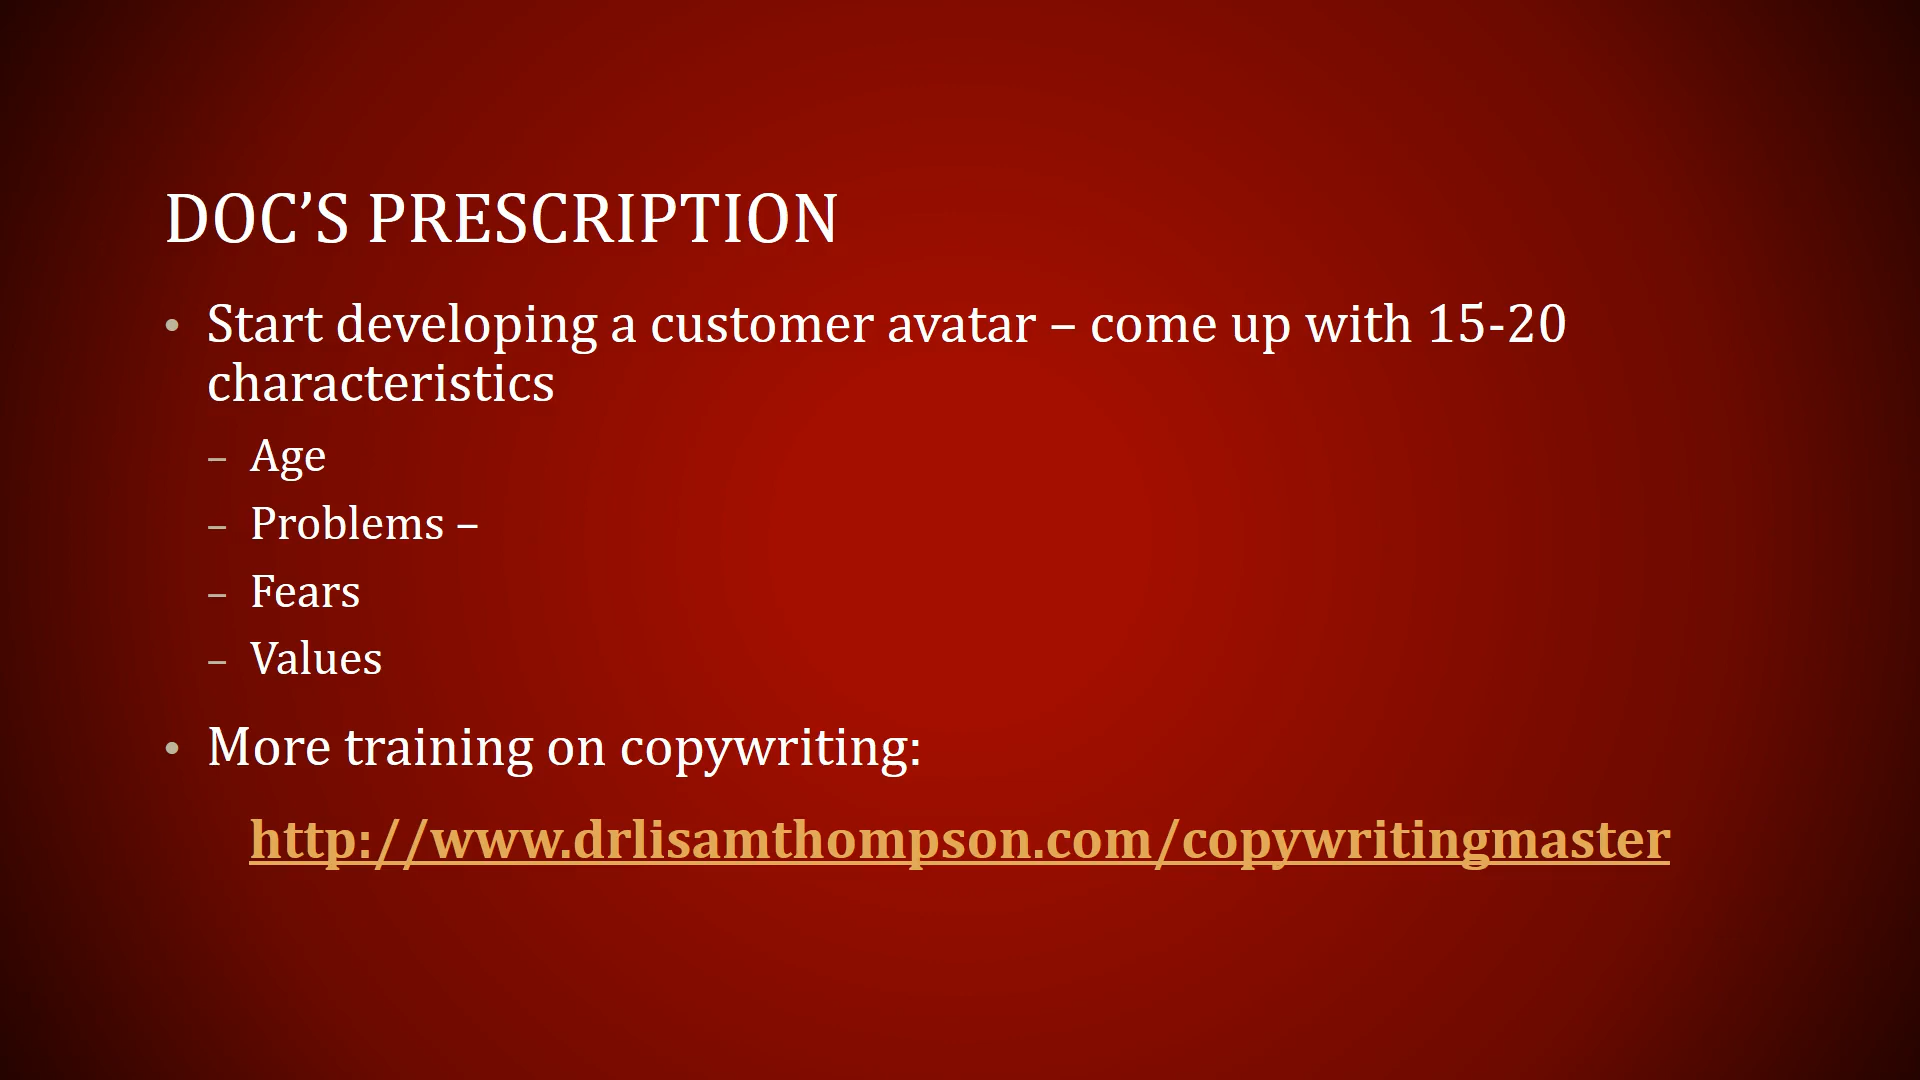 DOC’S PRESCRIPTION
• Start developing a customer avatar – come up with 15-20
characteristics
– Age
– Problems –
– Fears
– Values
• More training on copywriting:
http://www.drlisamthompson.com/copywritingmaster